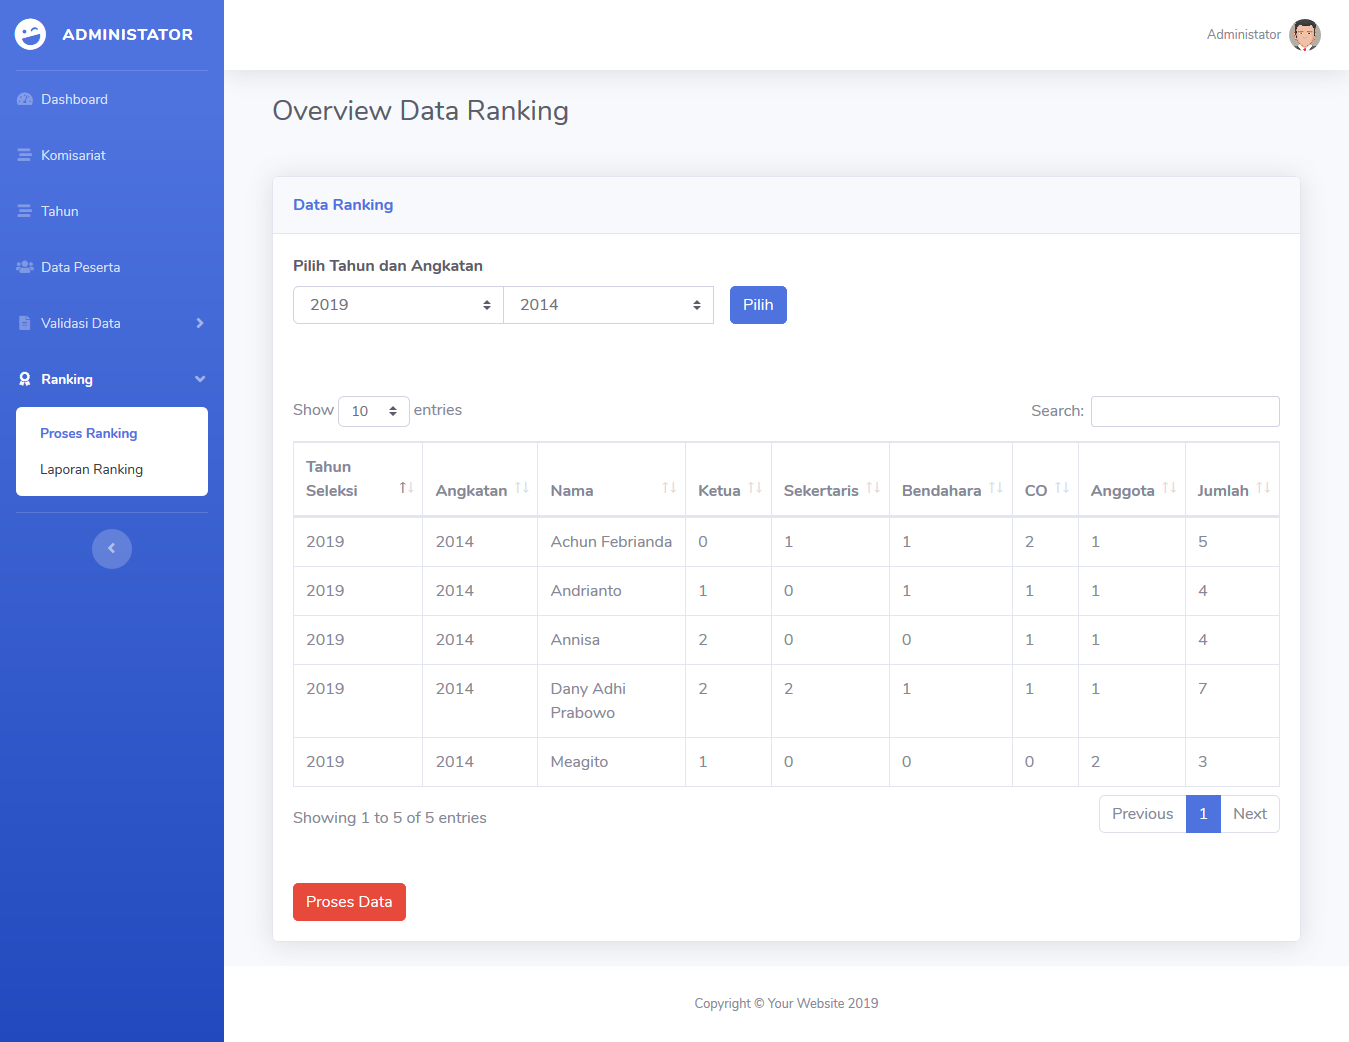 ADMINISTATOR
Administator
Dashboard
Komisariat
Tahun
Data Peserta
Validasi Data
Ranking
Proses Ranking
Laporan Ranking
Overview Data Ranking
Data Ranking
Pilih Tahun dan Angkatan
2019 2014 Pilih
Show 10 entries Search:
Tahun Seleksi Angkatan Nama Ketua Sekertaris Bendahara CO Anggota Jumlah
2019 2014 Achun Febrianda 0 1 1 2 1 5
2019 2014 Andrianto 1 0 1 1 1 4
2019 2014 Annisa 2 0 0 1 1 4
2019 2014 Dany Adhi Prabowo 2 2 1 1 1 7
2019 2014 Meagito 1 0 0 0 2 3
Showing 1 to 5 of 5 entries Previous 1 Next
Proses Data
Copyright © Your Website 2019